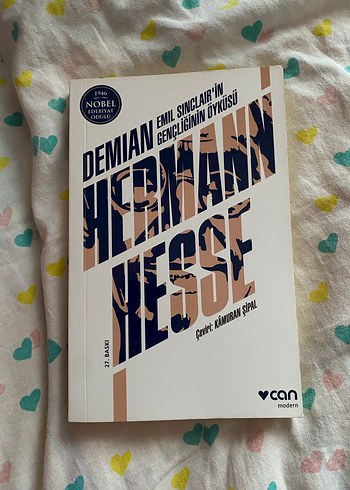 1946
NOBEL
EDEBİYAT
ÖDÜLÜ
DEMIAN
EMIL SINCLAIR'İN
GENÇLİĞİNİN ÖYKÜSÜ
HERMANN
HESSE
Çeviri: KÂMURAN ŞİPAL
27. BASKI
can
modern